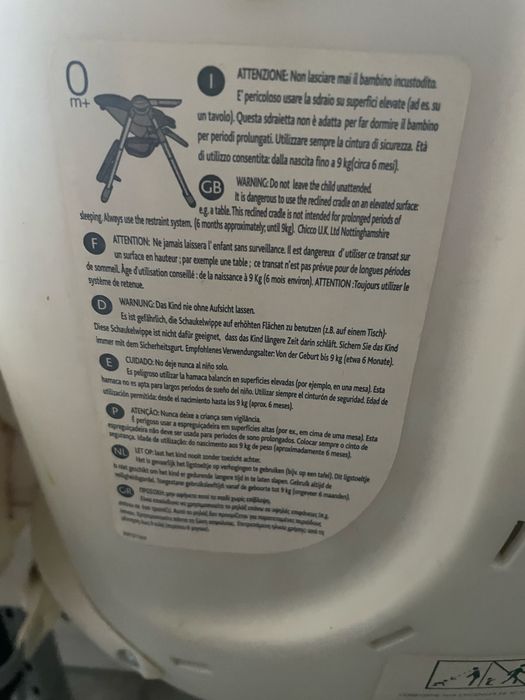 0
m+
I ATTENZIONE: Non lasciare mai il bambino incustodito.
E' pericoloso usare la sdraio su superfici elevate (ad es. su
un tavolo). Questa sdraietta non è adatta per far dormire il bambino
per periodi prolungati. Utilizzare sempre la cintura di sicurezza. Età
di utilizzo consentita: dalla nascita fino a 9 kg(circa 6 mesi).
GB WARNING: Do not leave the child unattended.
It is dangerous to use the reclined cradle on an elevated surface:
e.g. a table. This reclined cradle is not intended for prolonged periods of
sleeping. Always use the restraint system. (6 months approximately; until 9kg). Chicco U.K. Ltd Nottinghamshire
F ATTENTION: Ne jamais laissera l' enfant sans surveillance. Il est dangereux d' utiliser ce transat sur
un surface en hauteur : par exemple une table ; ce transat n'est pas prévue pour de longues périodes
de sommeil. Âge d'utilisation conseillé : de la naissance à 9 Kg (6 mois environ). ATTENTION :Toujours utilizer le
système de retenue.
D WARNUNG: Das Kind nie ohne Aufsicht lassen.
Es ist gefährlich, die Schaukelwippe auf erhöhten Flächen zu benutzen (z.B. auf einem Tisch)·
Diese Schaukelwippe ist nicht dafür geeignet, dass das Kind längere Zeit darin schläft. Sichern Sie das Kind
immer mit dem Sicherheitsgurt. Empfohlenes Verwendungsalter: Von der Geburt bis 9 kg (etwa 6 Monate).
E CUIDADO: No deje nunca al niño solo.
Es peligroso utilizar la hamaca balancín en superficies elevadas (por ejemplo, en una mesa). Esta
hamaca no es apta para largos periodos de sueño del niño. Utilizar siempre el cinturón de seguridad. Edad de
utilización permitida: desde el nacimiento hasta los 9 kg (aprox. 6 meses).
P ATENÇÃO: Nunca deixe a criança sem vigilância.
É perigoso usar a espreguiçadeira em superfícies altas (por ex., em cima de uma mesa). Esta
espreguiçadeira não deve ser usada para períodos de sono prolongados. Colocar sempre o cinto de
segurança. Idade de utilização: do nascimento aos 9 kg de peso (aproximadamente 6 meses).
NL LET OP: laat het kind nooit zonder toezicht achter.
Het is gevaarlijk het ligstoeltje op verhogingen te gebruiken (bijv. op een tafel). Dit ligstoeltje
is niet geschikt om het kind er gedurende langere tijd in te laten slapen. Gebruik altijd de
veiligheidsgordel. Toegestane gebruiksleeftijd: vanaf de geboorte tot 9 kg (ongeveer 6 maanden).
GR